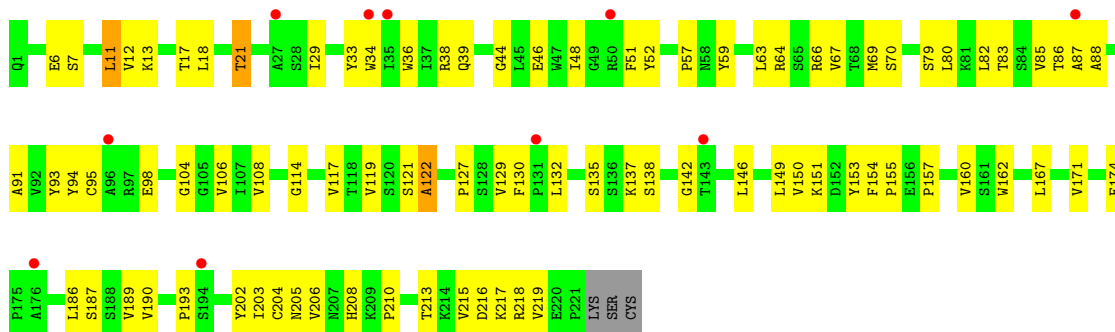 Q1 E6 S7 L11 V12 K13 T17 L18 T21 A27 S28 I29 Y33 W34 I35 W36 I37 R38 Q39 G44 L45 E46 W47 I48 G49 R50 F51 Y52 P57 N58 Y59 L63 R64 S65 R66 V67 T68 M69 S70 S79 L80 K81 L82 T83 S84 V85 T86 A87 A88
A91 V92 Y93 Y94 C95 A96 R97 E98 G104 G105 V106 I107 V108 G114 V117 T118 V119 S120 S121 A122 P127 S128 V129 F130 P131 L132 S135 S136 K137 S138 G142 T143 L146 L149 V150 K151 D152 Y153 F154 P155 E156 P157 V160 S161 W162 L167 V171
P175 A176 L186 S187 S188 V189 V190 P193 S194 Y202 I203 C204 N205 V206 N207 H208 K209 P210 T213 K214 V215 D216 K217 R218 V219 E220 P221 LYS SER CYS